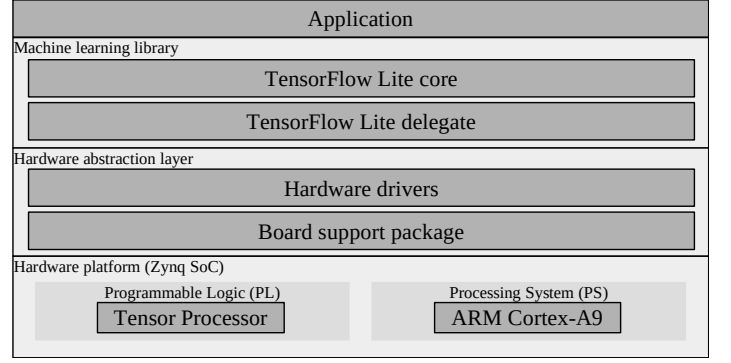 Application
Machine learning library
TensorFlow Lite core
TensorFlow Lite delegate
Hardware abstraction layer
Hardware drivers
Board support package
Hardware platform (Zynq SoC)
Programmable Logic (PL)
Tensor Processor
Processing System (PS)
ARM Cortex-A9